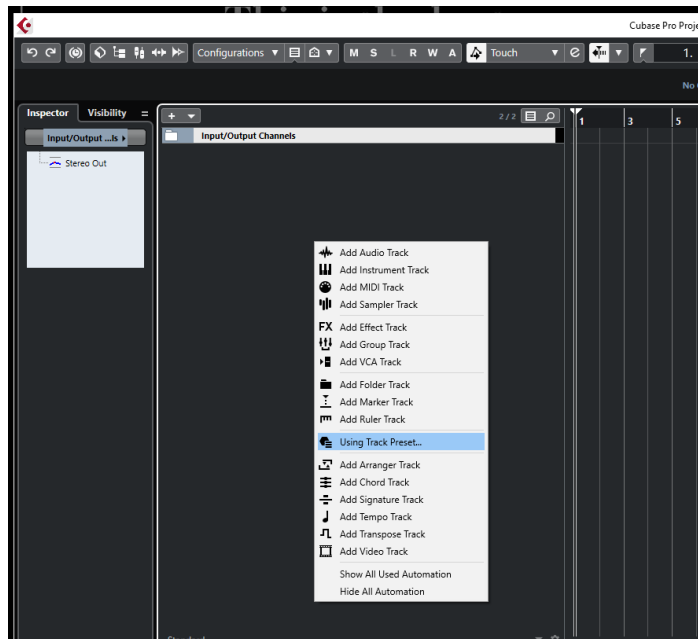 Cubase Pro Proje
Configurations
M S L R W A
Touch
1.
No
Inspector Visibility
2 / 2
1 3 5
Input/Output ...ls
Input/Output Channels
Stereo Out
Add Audio Track
Add Instrument Track
Add MIDI Track
Add Sampler Track
FX Add Effect Track
Add Group Track
Add VCA Track
Add Folder Track
Add Marker Track
Add Ruler Track
Using Track Preset...
Add Arranger Track
Add Chord Track
Add Signature Track
Add Tempo Track
Add Transpose Track
Add Video Track
Show All Used Automation
Hide All Automation